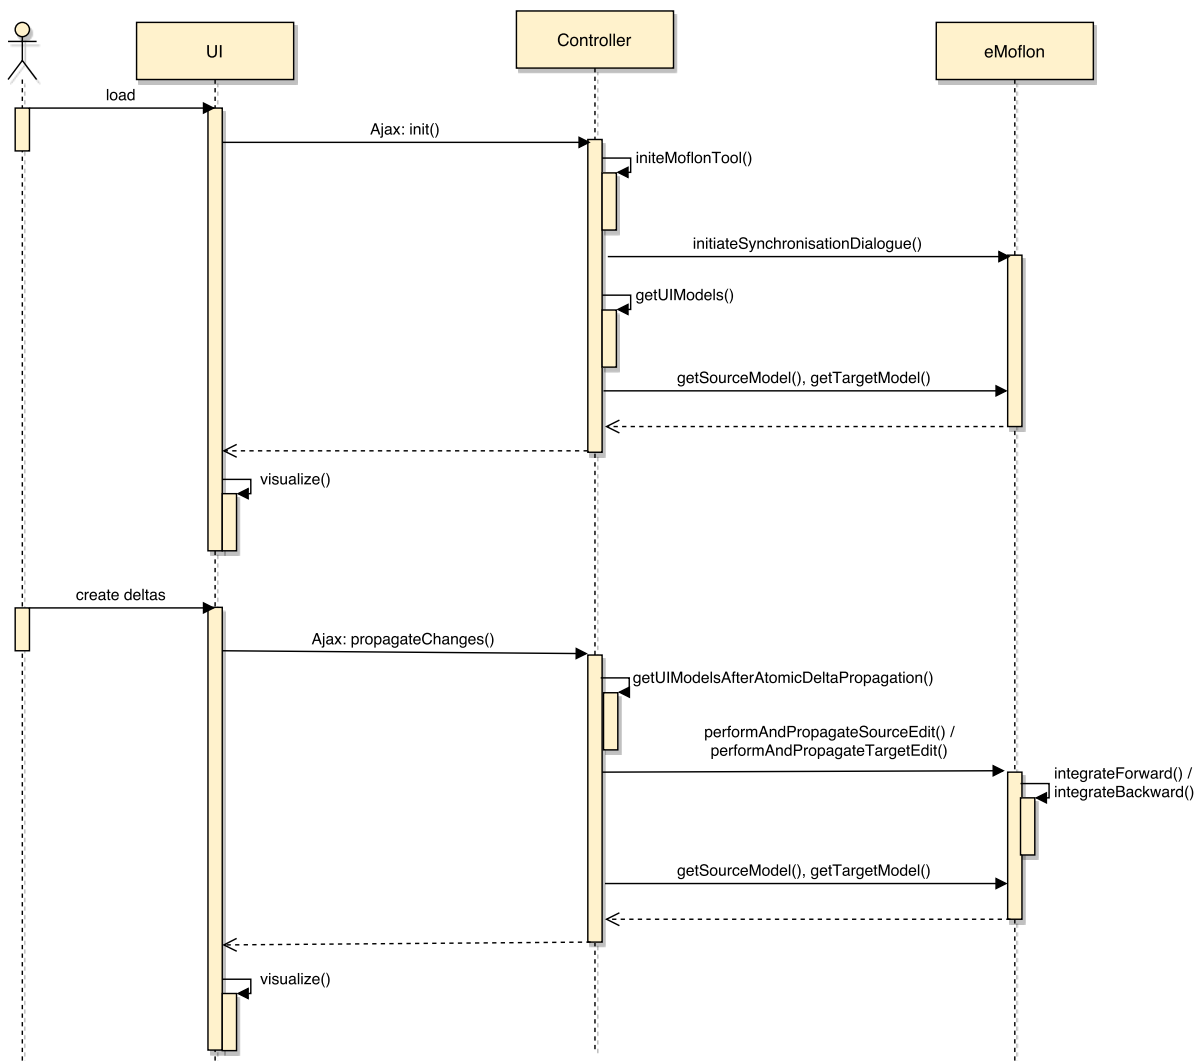 UI
Controller
eMoflon
load
Ajax: init()
initeMoflonTool()
initiateSynchronisationDialogue()
getUIModels()
getSourceModel(), getTargetModel()
visualize()
create deltas
Ajax: propagateChanges()
getUIModelsAfterAtomicDeltaPropagation()
performAndPropagateSourceEdit() /
performAndPropagateTargetEdit()
integrateForward() /
integrateBackward()
getSourceModel(), getTargetModel()
visualize()